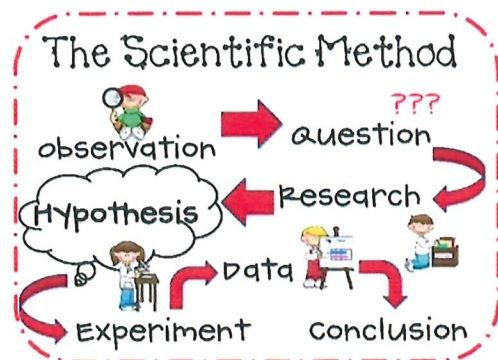 The Scientific Method
???
Observation
Question
Research
Hypothesis
Data
Experiment
Conclusion